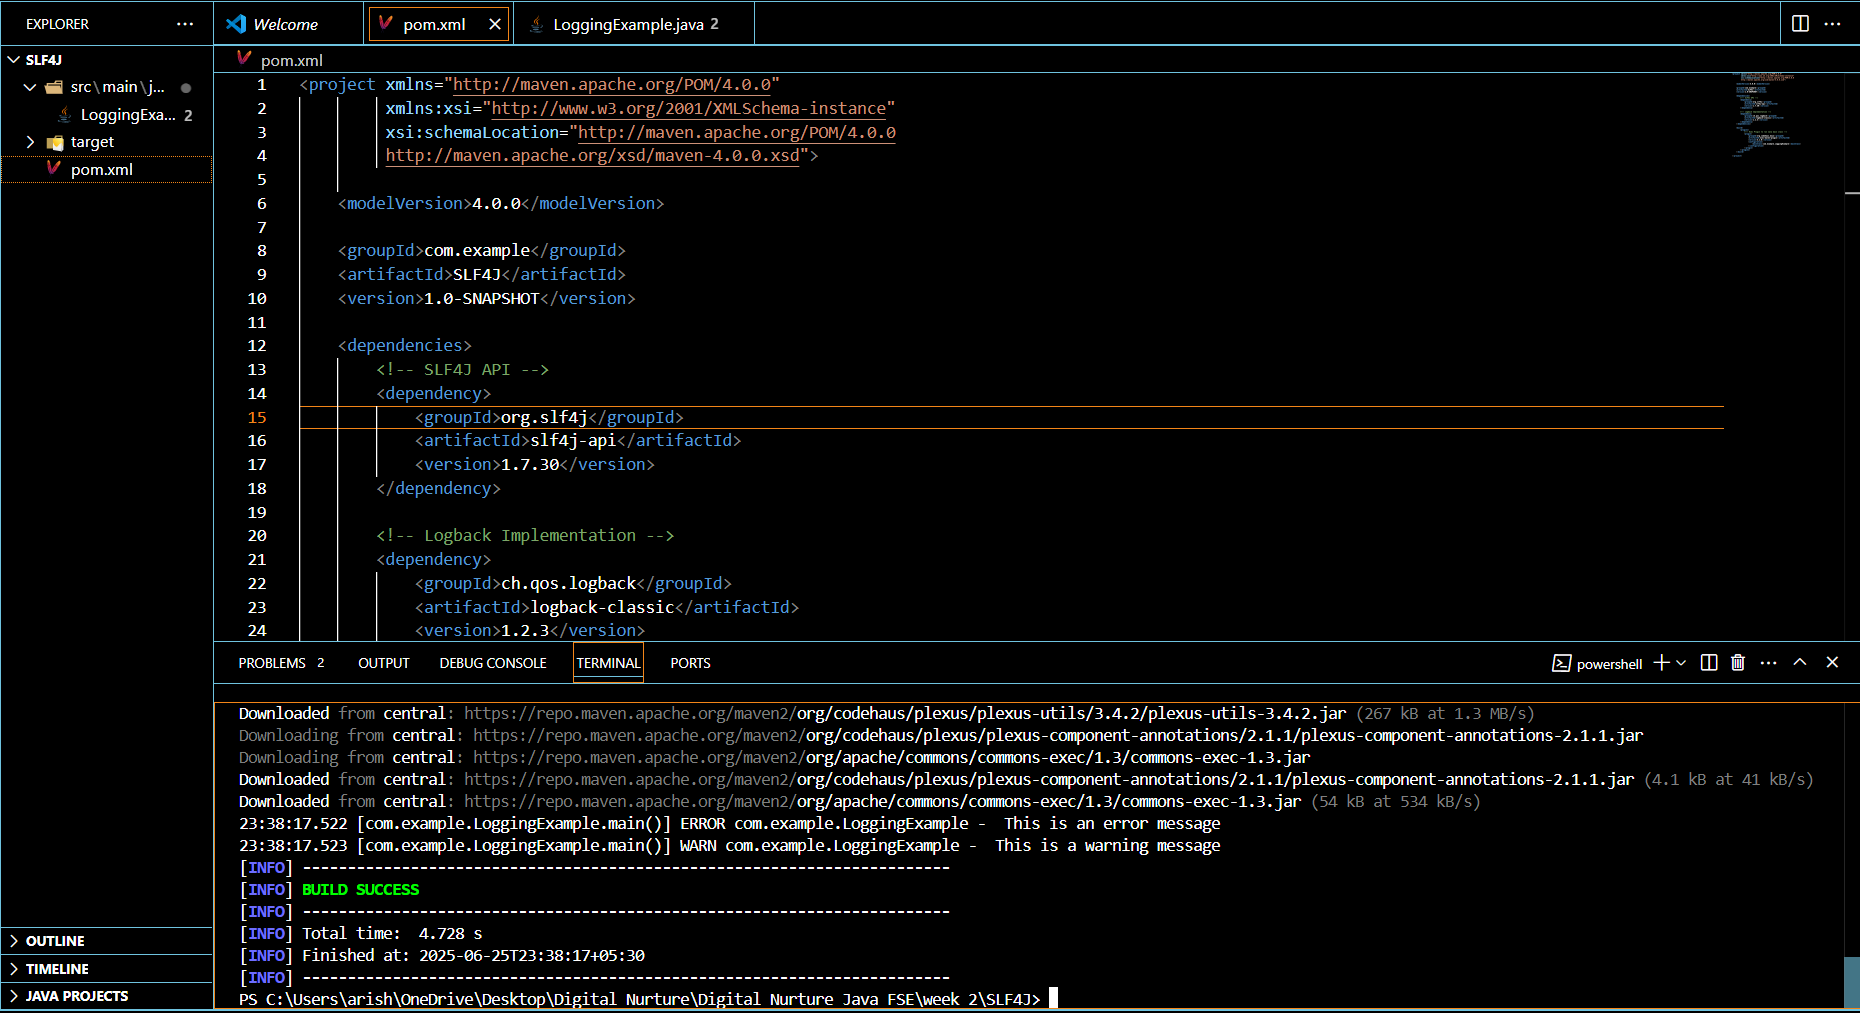 EXPLORER ···
Welcome
pom.xml
LoggingExample.java 2
SLF4J
src\main\j...
LoggingExa... 2
target
pom.xml
pom.xml
1 <project xmlns="http://maven.apache.org/POM/4.0.0"
2 xmlns:xsi="http://www.w3.org/2001/XMLSchema-instance"
3 xsi:schemaLocation="http://maven.apache.org/POM/4.0.0
4 http://maven.apache.org/xsd/maven-4.0.0.xsd">
5
6 <modelVersion>4.0.0</modelVersion>
7
8 <groupId>com.example</groupId>
9 <artifactId>SLF4J</artifactId>
10 <version>1.0-SNAPSHOT</version>
11
12 <dependencies>
13 <!-- SLF4J API -->
14 <dependency>
15 <groupId>org.slf4j</groupId>
16 <artifactId>slf4j-api</artifactId>
17 <version>1.7.30</version>
18 </dependency>
19
20 <!-- Logback Implementation -->
21 <dependency>
22 <groupId>ch.qos.logback</groupId>
23 <artifactId>logback-classic</artifactId>
24 <version>1.2.3</version>
PROBLEMS 2 OUTPUT DEBUG CONSOLE TERMINAL PORTS
powershell
Downloaded from central: https://repo.maven.apache.org/maven2/org/codehaus/plexus/plexus-utils/3.4.2/plexus-utils-3.4.2.jar (267 kB at 1.3 MB/s)
Downloading from central: https://repo.maven.apache.org/maven2/org/codehaus/plexus/plexus-component-annotations/2.1.1/plexus-component-annotations-2.1.1.jar
Downloading from central: https://repo.maven.apache.org/maven2/org/apache/commons/commons-exec/1.3/commons-exec-1.3.jar
Downloaded from central: https://repo.maven.apache.org/maven2/org/codehaus/plexus/plexus-component-annotations/2.1.1/plexus-component-annotations-2.1.1.jar (4.1 kB at 41 kB/s)
Downloaded from central: https://repo.maven.apache.org/maven2/org/apache/commons/commons-exec/1.3/commons-exec-1.3.jar (54 kB at 534 kB/s)
23:38:17.522 [com.example.LoggingExample.main()] ERROR com.example.LoggingExample -  This is an error message
23:38:17.523 [com.example.LoggingExample.main()] WARN com.example.LoggingExample -  This is a warning message
[INFO] ------------------------------------------------------------------------
[INFO] BUILD SUCCESS
[INFO] ------------------------------------------------------------------------
[INFO] Total time:  4.728 s
[INFO] Finished at: 2025-06-25T23:38:17+05:30
[INFO] ------------------------------------------------------------------------
PS C:\Users\arish\OneDrive\Desktop\Digital Nurture\Digital Nurture Java FSE\week 2\SLF4J>
OUTLINE
TIMELINE
JAVA PROJECTS